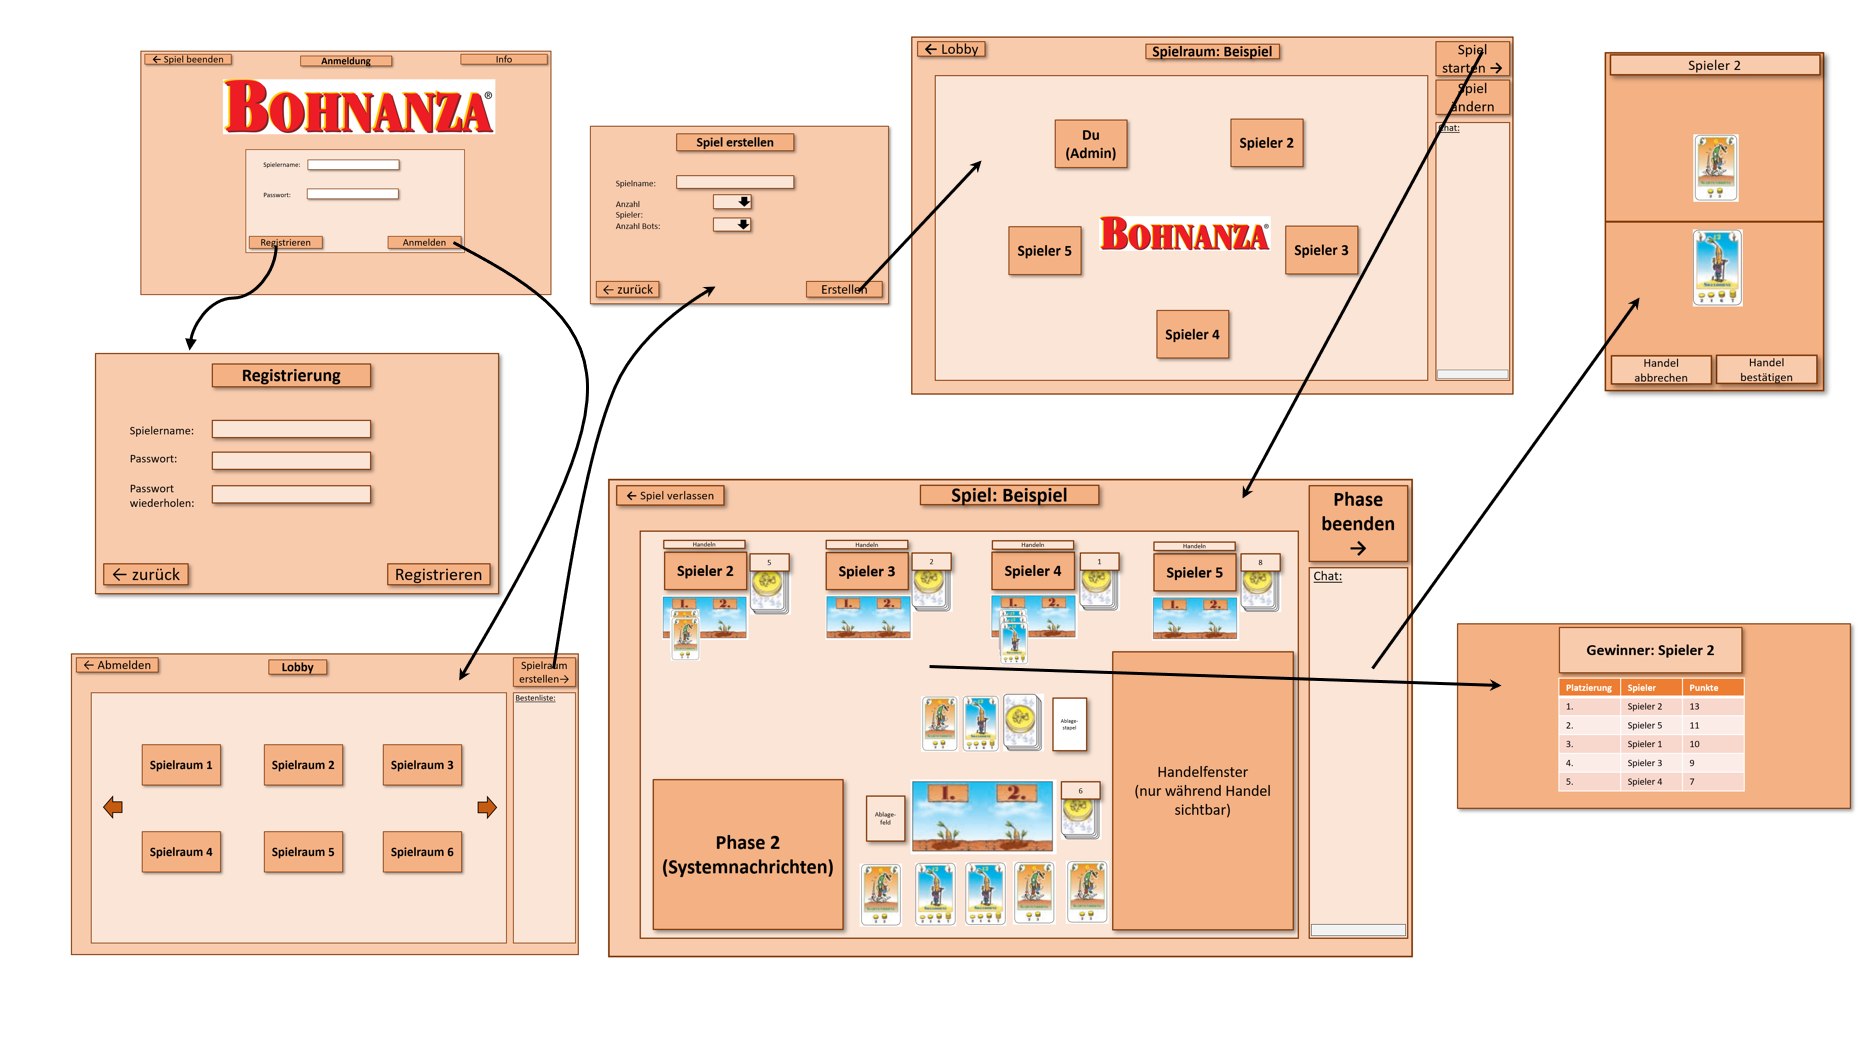 ← Spiel beenden
Anmeldung
Info
BOHNANZA®
Spielername:
Passwort:
Registrieren
Anmelden
Registrierung
Spielername:
Passwort:
Passwort
wiederholen:
← zurück
Registrieren
← Abmelden
Lobby
Spielraum
erstellen→
Bestenliste:
Spielraum 1
Spielraum 2
Spielraum 3
Spielraum 4
Spielraum 5
Spielraum 6
Spiel erstellen
Spielname:
Anzahl
Spieler:
Anzahl Bots:
← zurück
Erstellen
← Lobby
Spielraum: Beispiel
Spiel
starten →
Spiel
ändern
Chat:
Du
(Admin)
Spieler 2
Spieler 5
BOHNANZA®
Spieler 3
Spieler 4
← Spiel verlassen
Spiel: Beispiel
Phase
beenden
→
Chat:
Handeln
Handeln
Handeln
Handeln
Spieler 2
5
Spieler 3
2
Spieler 4
1
Spieler 5
8
1. 2.
1. 2.
1. 2.
1. 2.
Ablage-
stapel
Handelfenster
(nur während Handel
sichtbar)
Phase 2
(Systemnachrichten)
Ablage-
feld
1. 2.
6
Spieler 2
Handel
abbrechen
Handel
bestätigen
Gewinner: Spieler 2
Platzierung Spieler Punkte
1. Spieler 2 13
2. Spieler 5 11
3. Spieler 1 10
4. Spieler 3 9
5. Spieler 4 7